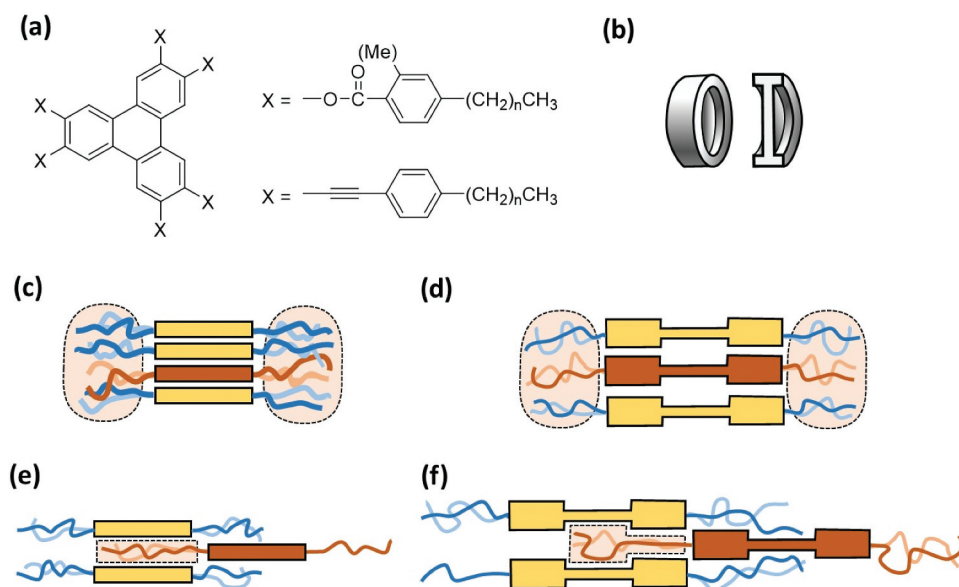 (a)
(b)
X
X
X
X
X
X
X = —O—C
O
(Me)
(CH2)nCH3
X =
(CH2)nCH3
(c)
(d)
(e)
(f)